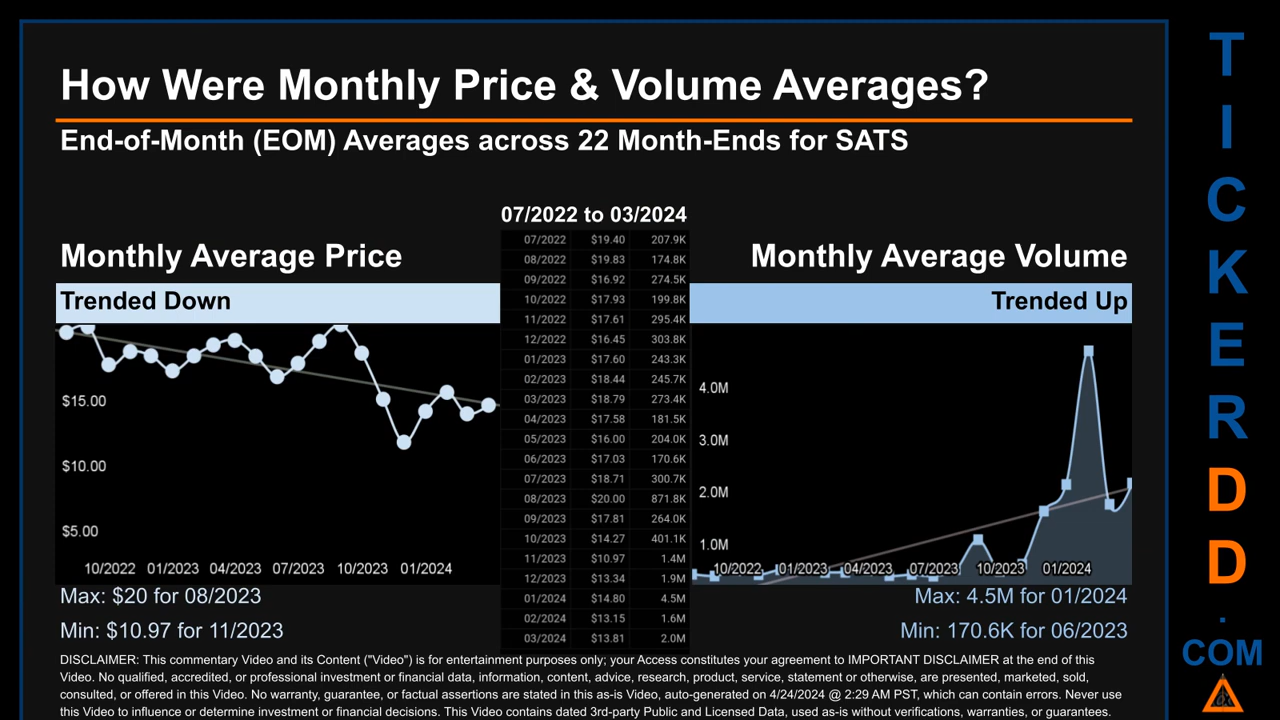 How Were Monthly Price & Volume Averages?
End-of-Month (EOM) Averages across 22 Month-Ends for SATS
07/2022 to 03/2024
Monthly Average Price
Monthly Average Volume
Trended Down
Trended Up
07/2022 $19.40 207.9K
08/2022 $19.83 174.8K
09/2022 $16.92 274.5K
10/2022 $17.93 199.8K
11/2022 $17.61 295.4K
12/2022 $16.45 303.8K
01/2023 $17.60 243.3K
02/2023 $18.44 245.7K
03/2023 $18.79 273.4K
04/2023 $17.58 181.5K
05/2023 $16.00 204.0K
06/2023 $17.03 170.6K
07/2023 $18.71 300.7K
08/2023 $20.00 871.8K
09/2023 $17.81 264.0K
10/2023 $14.27 401.1K
11/2023 $10.97 1.4M
12/2023 $13.34 1.9M
01/2024 $14.80 4.5M
02/2024 $13.15 1.6M
03/2024 $13.81 2.0M
$15.00
$10.00
$5.00
10/2022 01/2023 04/2023 07/2023 10/2023 01/2024
4.0M
3.0M
2.0M
1.0M
10/2022 01/2023 04/2023 07/2023 10/2023 01/2024
Max: $20 for 08/2023
Min: $10.97 for 11/2023
Max: 4.5M for 01/2024
Min: 170.6K for 06/2023
DISCLAIMER: This commentary Video and its Content ("Video") is for entertainment purposes only; your Access constitutes your agreement to IMPORTANT DISCLAIMER at the end of this
Video. No qualified, accredited, or professional investment or financial data, information, content, advice, research, product, service, statement or otherwise, are presented, marketed, sold,
consulted, or offered in this Video. No warranty, guarantee, or factual assertions are stated in this as-is Video, auto-generated on 4/24/2024 @ 2:29 AM PST, which can contain errors. Never use
this Video to influence or determine investment or financial decisions. This Video contains dated 3rd-party Public and Licensed Data, used as-is without verifications, warranties, or guarantees.
T
I
C
K
E
R
D
D
.
COM